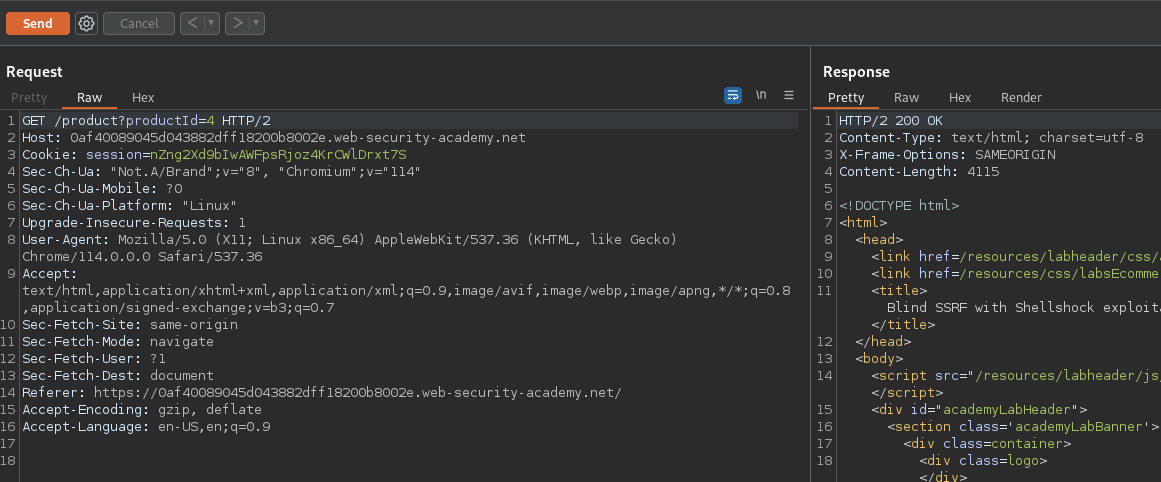 Send
Cancel
< ▾
> ▾
Request
Pretty Raw Hex
\n
1 GET /product?productId=4 HTTP/2
2 Host: 0af40089045d043882dff18200b8002e.web-security-academy.net
3 Cookie: session=nZng2Xd9bIwAWFpsRjoz4KrCWlDrxt7S
4 Sec-Ch-Ua: "Not.A/Brand";v="8", "Chromium";v="114"
5 Sec-Ch-Ua-Mobile: ?0
6 Sec-Ch-Ua-Platform: "Linux"
7 Upgrade-Insecure-Requests: 1
8 User-Agent: Mozilla/5.0 (X11; Linux x86_64) AppleWebKit/537.36 (KHTML, like Gecko)
Chrome/114.0.0.0 Safari/537.36
9 Accept:
text/html,application/xhtml+xml,application/xml;q=0.9,image/avif,image/webp,image/apng,*/*;q=0.8
,application/signed-exchange;v=b3;q=0.7
10 Sec-Fetch-Site: same-origin
11 Sec-Fetch-Mode: navigate
12 Sec-Fetch-User: ?1
13 Sec-Fetch-Dest: document
14 Referer: https://0af40089045d043882dff18200b8002e.web-security-academy.net/
15 Accept-Encoding: gzip, deflate
16 Accept-Language: en-US,en;q=0.9
17
18
Response
Pretty Raw Hex Render
1 HTTP/2 200 OK
2 Content-Type: text/html; charset=utf-8
3 X-Frame-Options: SAMEORIGIN
4 Content-Length: 4115
5
6 <!DOCTYPE html>
7 <html>
8 <head>
9 <link href=/resources/labheader/css/
10 <link href=/resources/css/labsEcomme
11 <title>
Blind SSRF with Shellshock exploit
</title>
12 </head>
13 <body>
14 <script src="/resources/labheader/js
</script>
15 <div id="academyLabHeader">
16 <section class='academyLabBanner'>
17 <div class=container>
18 <div class=logo>
</div>